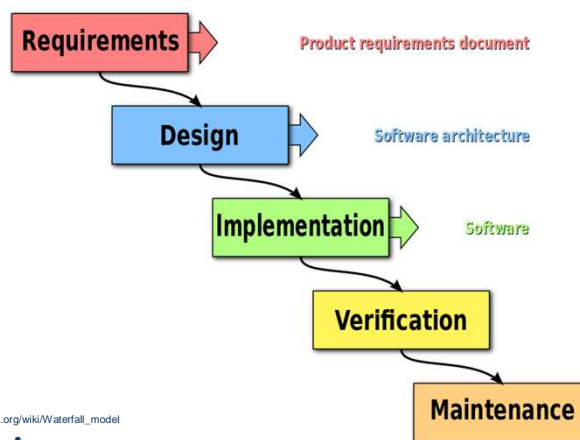 Requirements
Product requirements document
Design
Software architecture
Implementation
Software
Verification
.org/wiki/Waterfall_model
Maintenance